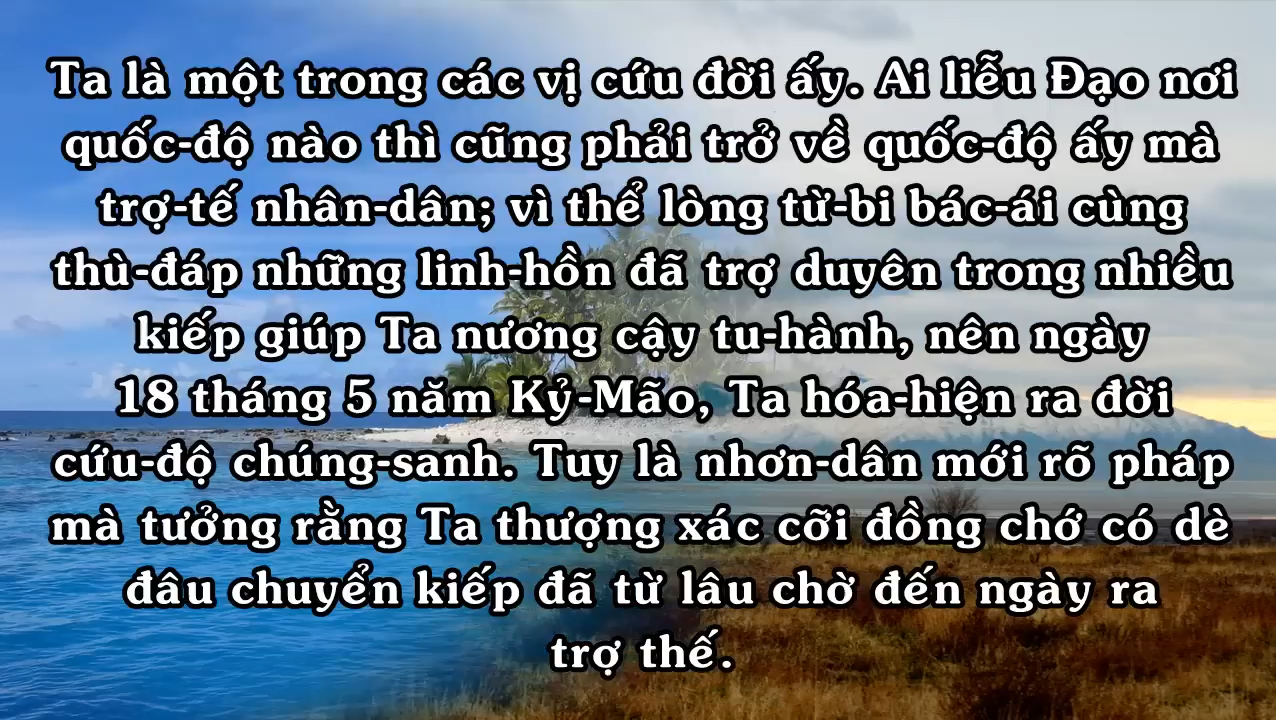 Ta là một trong các vị cứu đời ấy. Ai liễu Đạo nơi
quốc-độ nào thì cũng phải trở về quốc-độ ấy mà
trợ-tế nhân-dân; vì thể lòng từ-bi bác-ái cùng
thù-đáp những linh-hồn đã trợ duyên trong nhiều
kiếp giúp Ta nương cậy tu-hành, nên ngày
18 tháng 5 năm Kỷ-Mão, Ta hóa-hiện ra đời
cứu-độ chúng-sanh. Tuy là nhơn-dân mới rõ pháp
mà tưởng rằng Ta thượng xác cỡi đồng chớ có dè
đâu chuyển kiếp đã từ lâu chờ đến ngày ra
trợ thế.